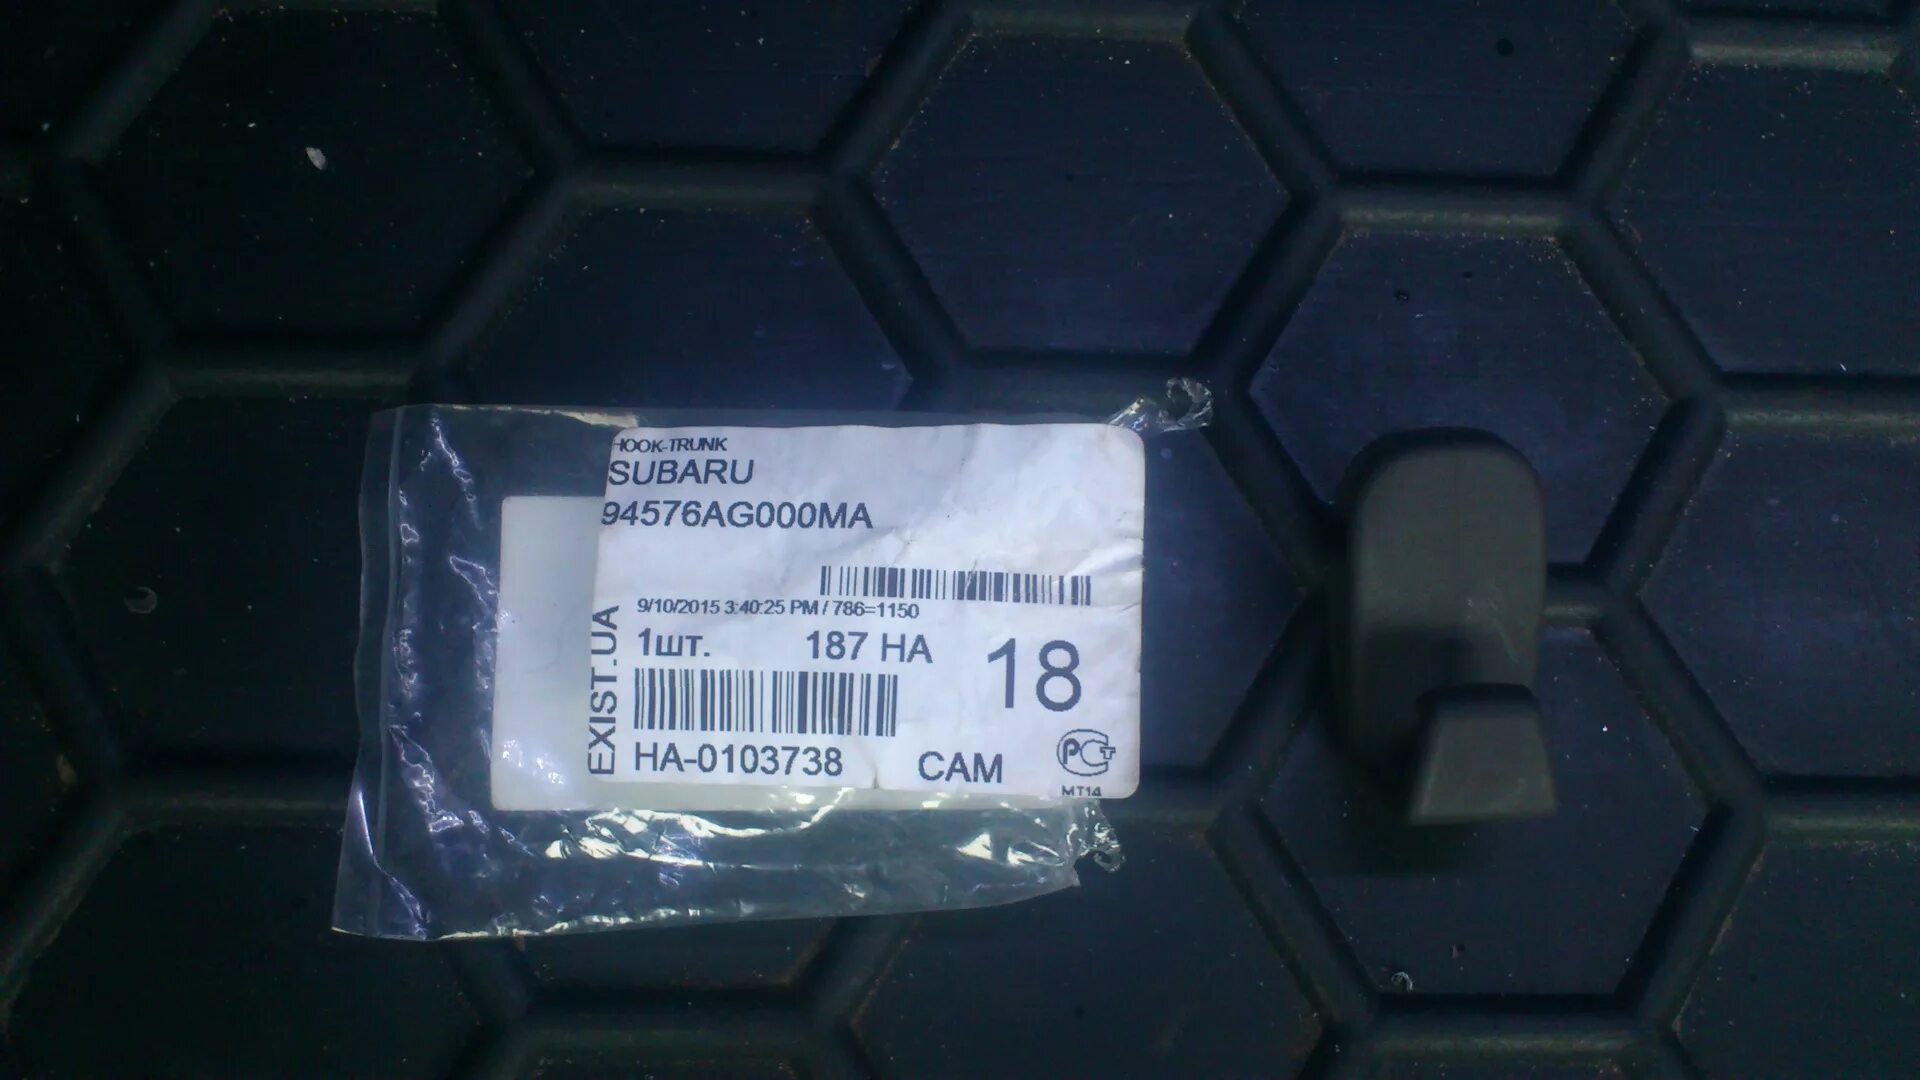 HOOK-TRUNK
SUBARU
94576AG000MA
9/10/2015 3:40:25 PM / 786=1150
1шт. 187 HA 18
EXIST.UA
HA-0103738
CAM
РСТ
MT14